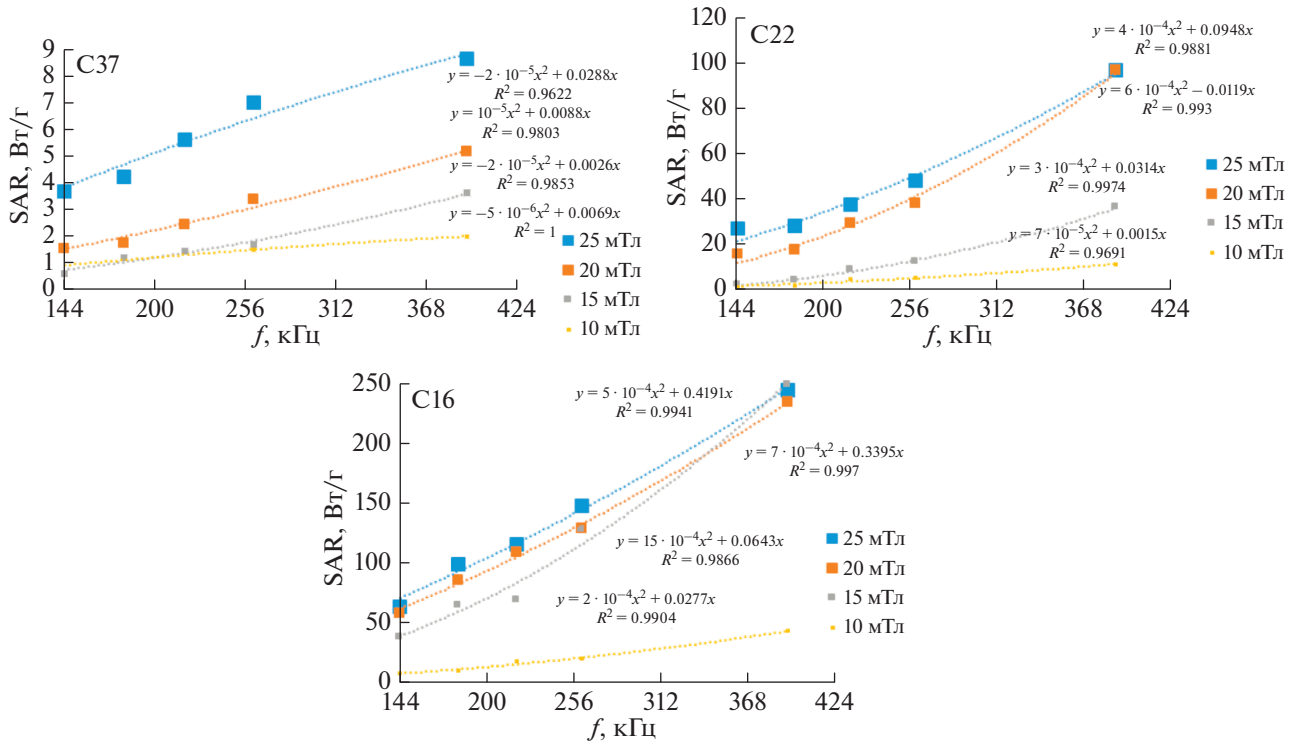 C37
SAR, Вт/г
9
8
7
6
5
4
3
2
1
0
144 200 256 312 368 424
f, кГц
y = −2 · 10⁻⁵x² + 0.0288x
R² = 0.9622
y = 10⁻⁵x² + 0.0088x
R² = 0.9803
y = −2 · 10⁻⁵x² + 0.0026x
R² = 0.9853
y = −5 · 10⁻⁶x² + 0.0069x
R² = 1
25 мТл
20 мТл
15 мТл
10 мТл
C22
SAR, Вт/г
120
100
80
60
40
20
0
144 200 256 312 368 424
f, кГц
y = 4 · 10⁻⁴x² + 0.0948x
R² = 0.9881
y = 6 · 10⁻⁴x² − 0.0119x
R² = 0.993
y = 3 · 10⁻⁴x² + 0.0314x
R² = 0.9974
y = 7 · 10⁻⁵x² + 0.0015x
R² = 0.9691
25 мТл
20 мТл
15 мТл
10 мТл
C16
SAR, Вт/г
250
200
150
100
50
0
144 200 256 312 368 424
f, кГц
y = 5 · 10⁻⁴x² + 0.4191x
R² = 0.9941
y = 7 · 10⁻⁴x² + 0.3395x
R² = 0.997
y = 15 · 10⁻⁴x² + 0.0643x
R² = 0.9866
y = 2 · 10⁻⁴x² + 0.0277x
R² = 0.9904
25 мТл
20 мТл
15 мТл
10 мТл